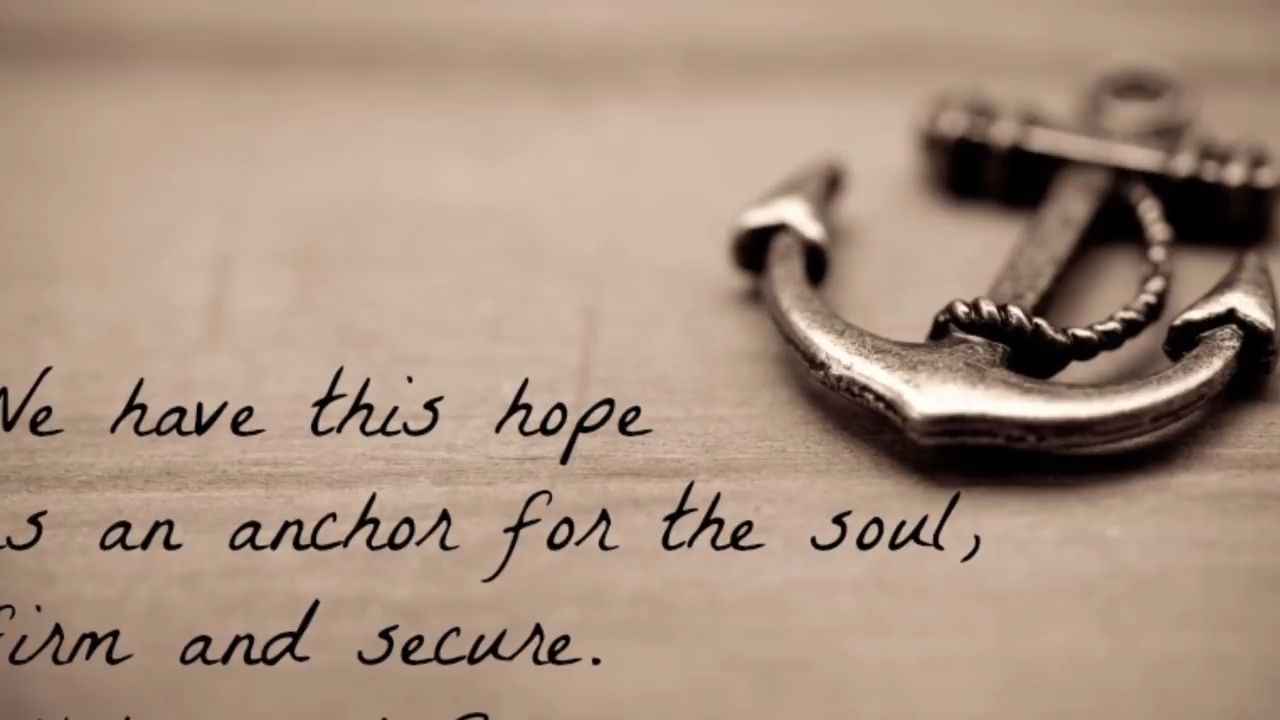 We have this hope
as an anchor for the soul,
firm and secure.